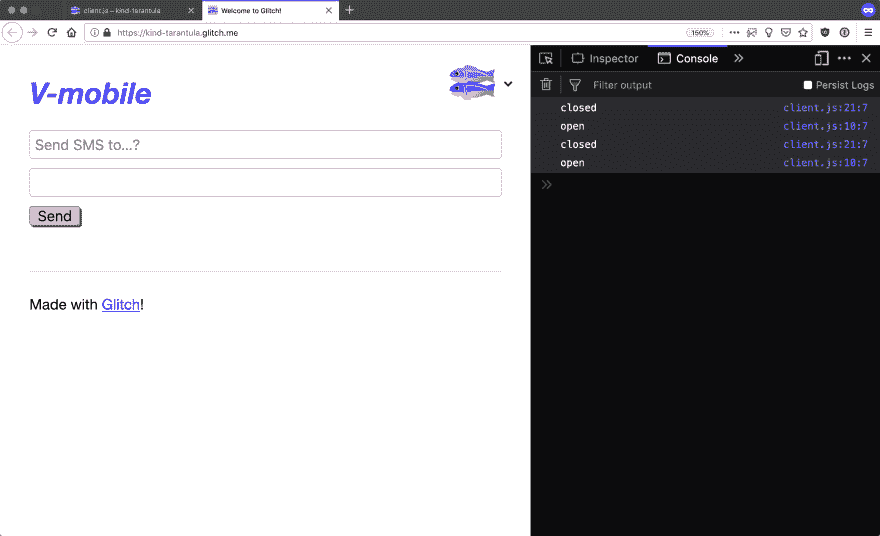 client.js – kind-tarantula
Welcome to Glitch!
https://kind-tarantula.glitch.me
150%
Inspector
Console
Filter output
Persist Logs
V-mobile
Send SMS to...?
Send
Made with Glitch!
closed client.js:21:7
open client.js:10:7
closed client.js:21:7
open client.js:10:7